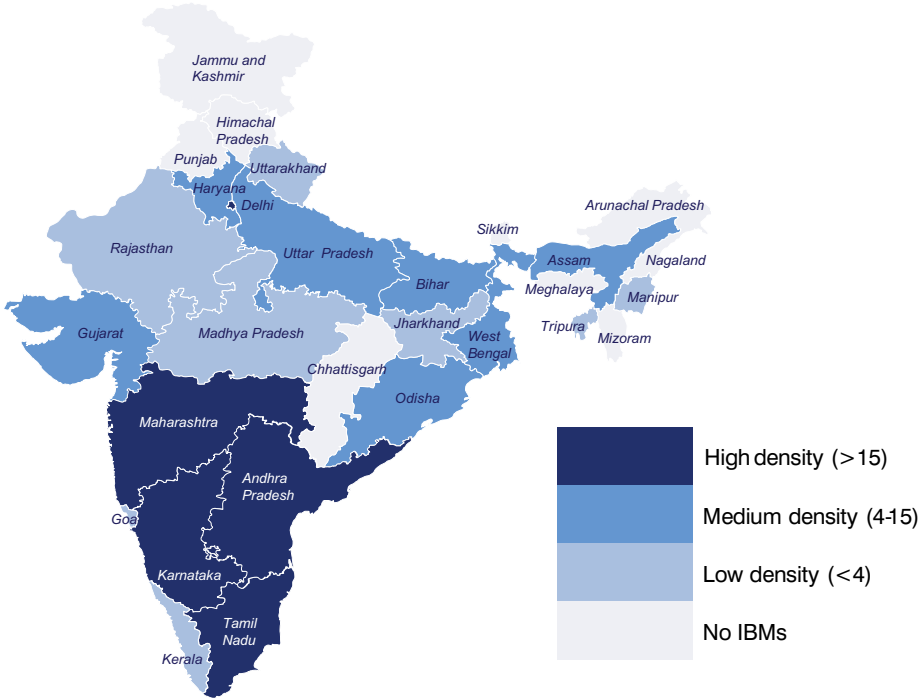 Jammu and
Kashmir
Himachal
Pradesh
Punjab
Uttarakhand
Haryana
Delhi
Arunachal Pradesh
Sikkim
Rajasthan
Uttar Pradesh
Assam
Nagaland
Bihar
Meghalaya
Manipur
Gujarat
Madhya Pradesh
Jharkhand
Tripura
West
Bengal
Mizoram
Chhattisgarh
Odisha
Maharashtra
Andhra
Pradesh
Goa
Karnataka
Tamil
Nadu
Kerala
High density (>15)
Medium density (4-15)
Low density (<4)
No IBMs